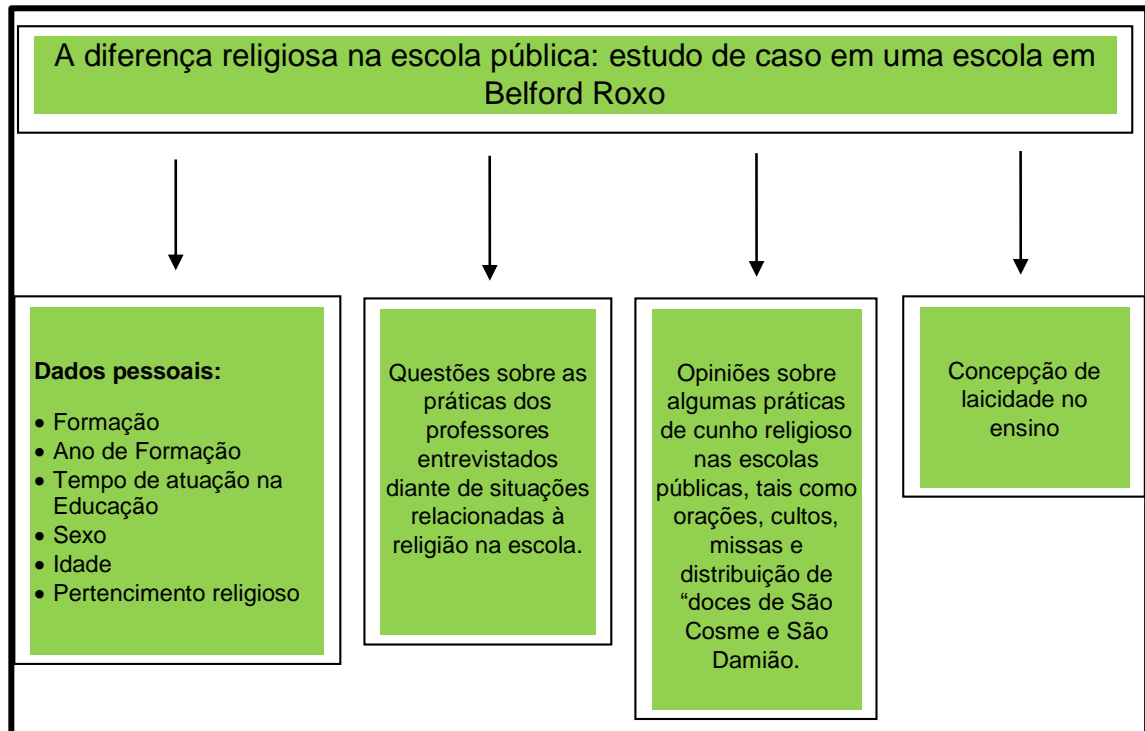 A diferença religiosa na escola pública: estudo de caso em uma escola em
Belford Roxo
Dados pessoais:
• Formação
• Ano de Formação
• Tempo de atuação na
Educação
• Sexo
• Idade
• Pertencimento religioso
Questões sobre as
práticas dos
professores
entrevistados
diante de situações
relacionadas à
religião na escola.
Opiniões sobre
algumas práticas
de cunho religioso
nas escolas
públicas, tais como
orações, cultos,
missas e
distribuição de
“doces de São
Cosme e São
Damião.
Concepção de
laicidade no
ensino